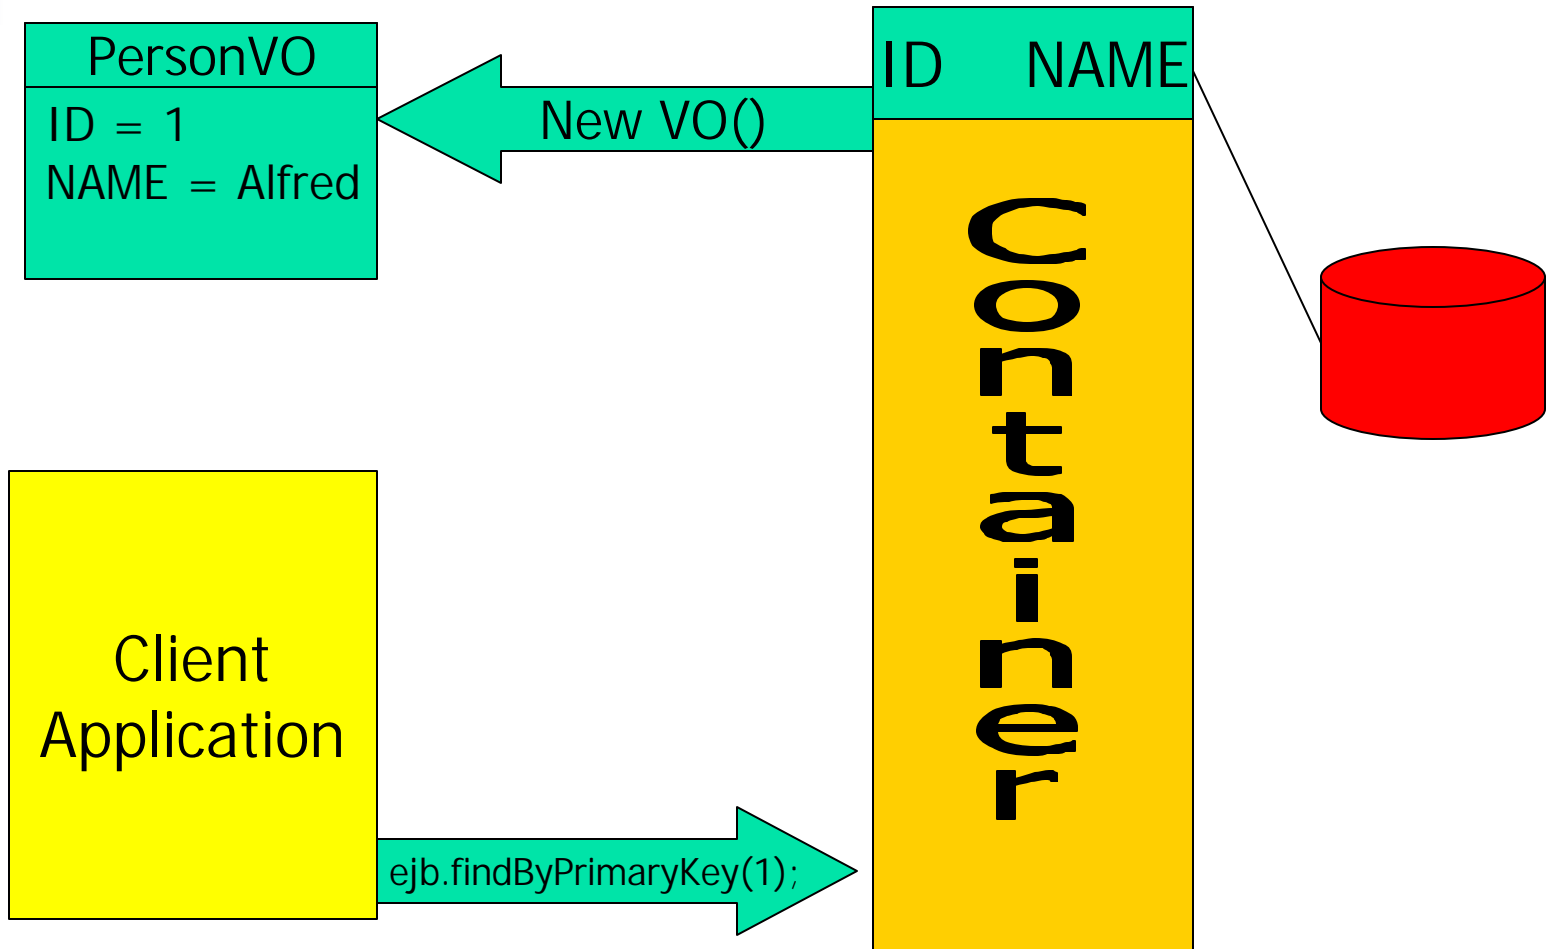 PersonVO
ID = 1
NAME = Alfred
New VO()
ID NAME
Container
Client
Application
ejb.findByPrimaryKey(1);